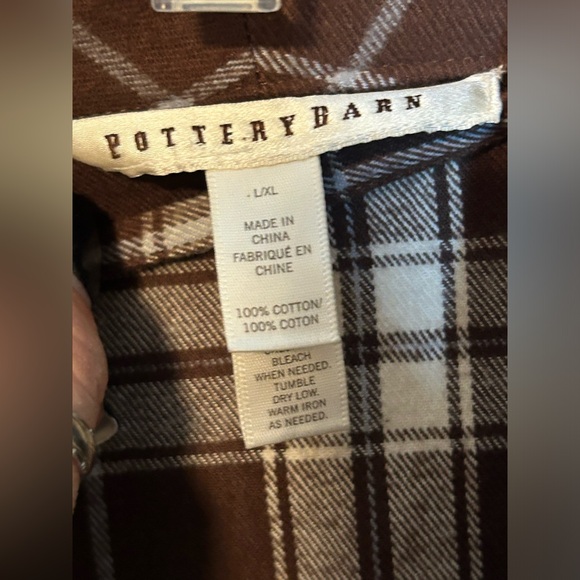 POTTERY BARN
L/XL
MADE IN
CHINA
FABRIQUÉ EN
CHINE
100% COTTON/
100% COTON
BLEACH
WHEN NEEDED.
TUMBLE
DRY LOW.
WARM IRON
AS NEEDED.